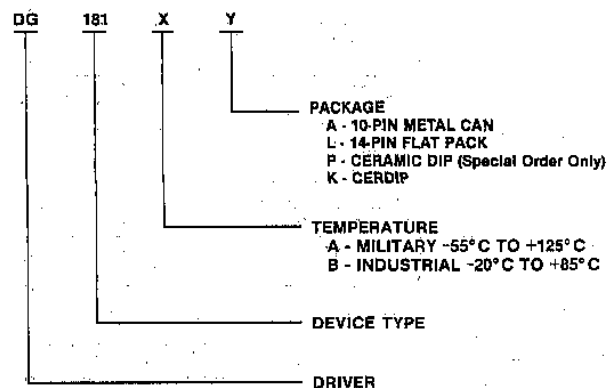 DG 181 X Y
PACKAGE
A - 10-PIN METAL CAN
L - 14-PIN FLAT PACK
P - CERAMIC DIP (Special Order Only)
K - CERDIP
TEMPERATURE
A - MILITARY -55°C TO +125°C
B - INDUSTRIAL -20°C TO +85°C
DEVICE TYPE
DRIVER